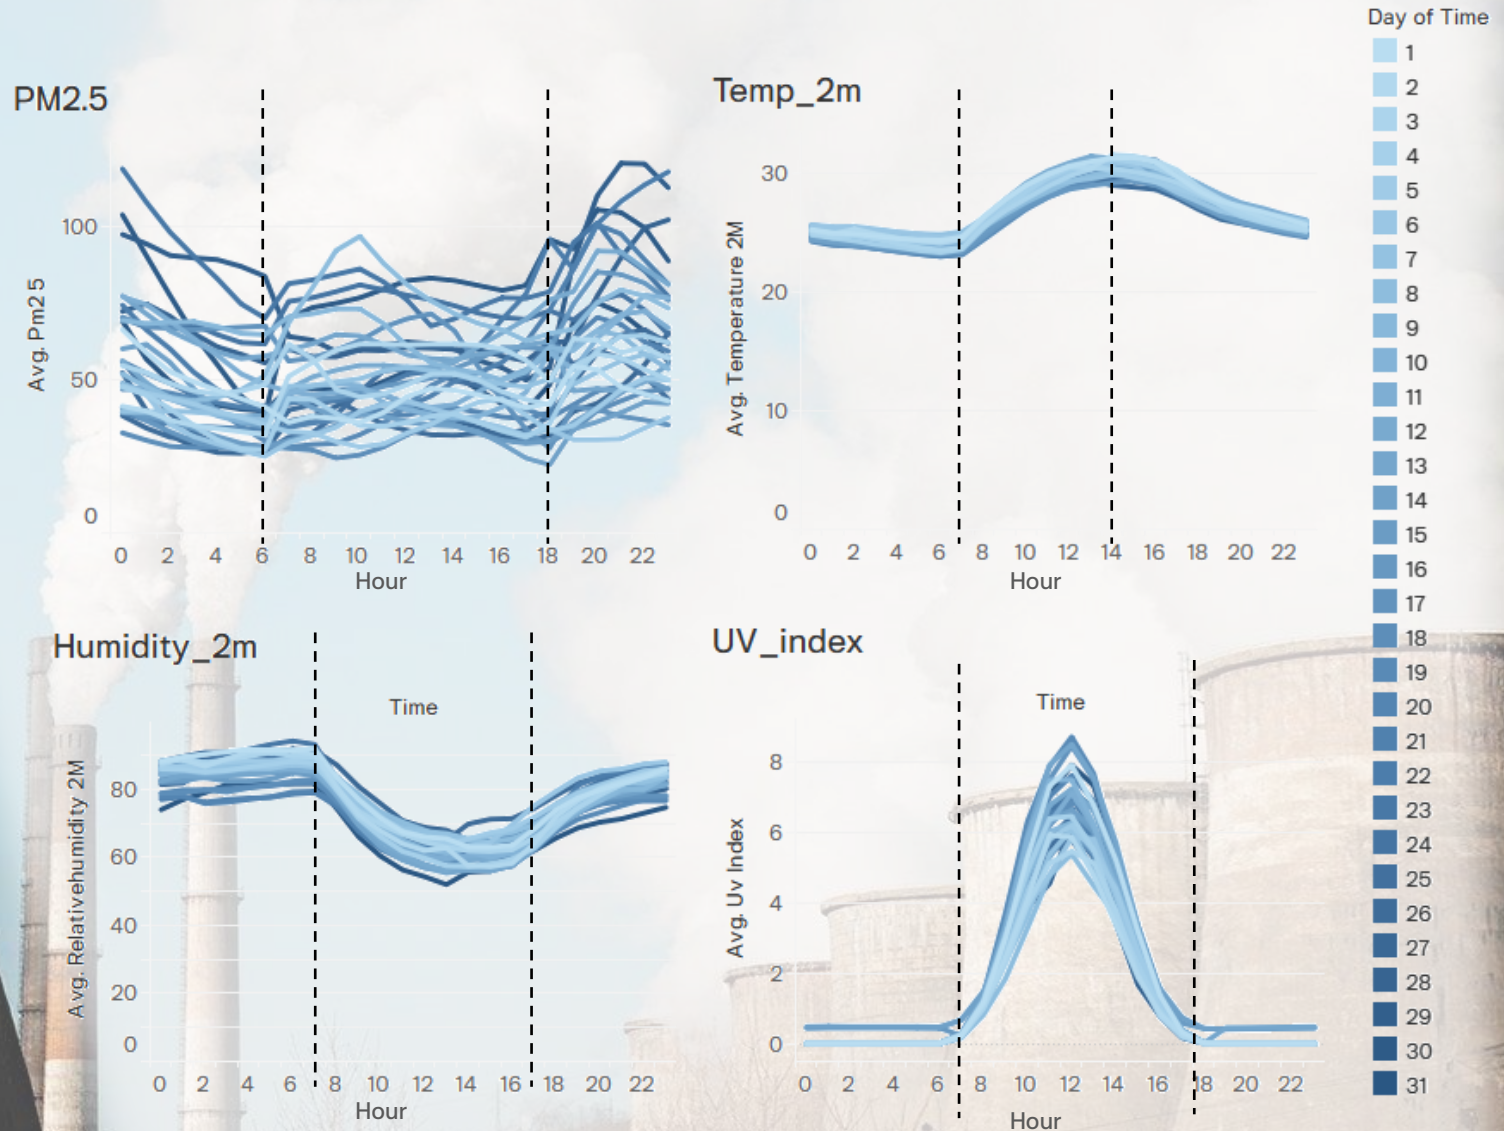 Day of Time
1
2
3
4
5
6
7
8
9
10
11
12
13
14
15
16
17
18
19
20
21
22
23
24
25
26
27
28
29
30
31
PM2.5
Avg. Pm25
100
50
0
0 2 4 6 8 10 12 14 16 18 20 22
Hour
Temp_2m
Avg. Temperature 2M
30
20
10
0
0 2 4 6 8 10 12 14 16 18 20 22
Hour
Humidity_2m
Time
Avg. Relativehumidity 2M
80
60
40
20
0
0 2 4 6 8 10 12 14 16 18 20 22
Hour
UV_index
Time
Avg. Uv Index
8
6
4
2
0
0 2 4 6 8 10 12 14 16 18 20 22
Hour